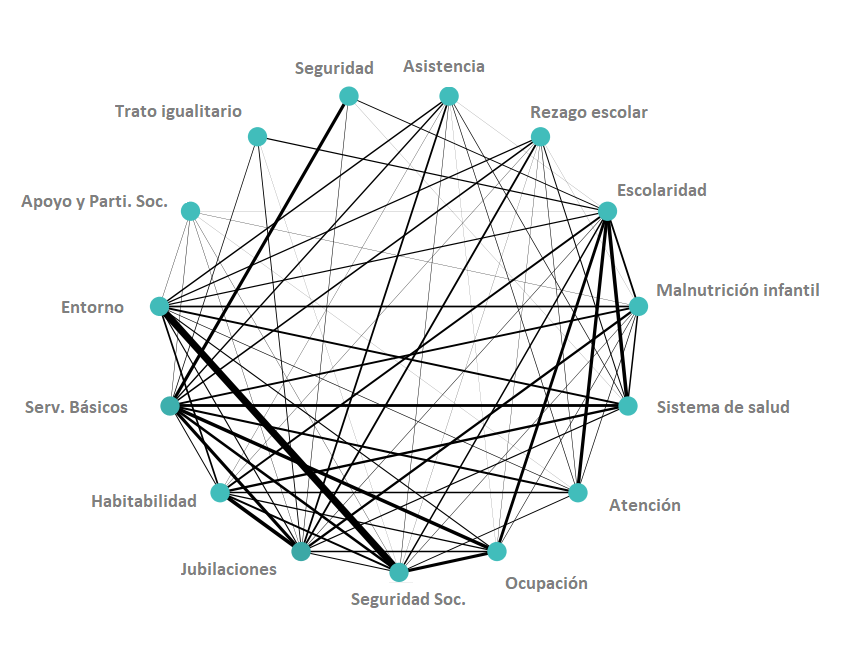 Seguridad
Asistencia
Trato igualitario
Rezago escolar
Escolaridad
Apoyo y Parti. Soc.
Malnutrición infantil
Entorno
Serv. Básicos
Sistema de salud
Habitabilidad
Atención
Jubilaciones
Ocupación
Seguridad Soc.